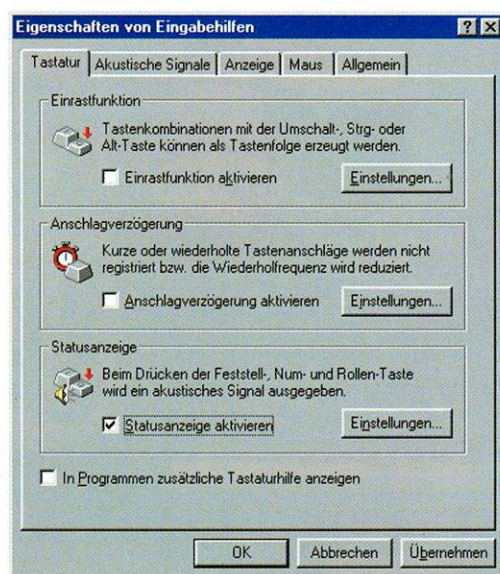 Eigenschaften von Eingabehilfen
Tastatur Akustische Signale Anzeige Maus Allgemein
Einrastfunktion
Tastenkombinationen mit der Umschalt-, Strg- oder
Alt-Taste können als Tastenfolge erzeugt werden.
Einrastfunktion aktivieren Einstellungen...
Anschlagverzögerung
Kurze oder wiederholte Tastenanschläge werden nicht
registriert bzw. die Wiederholfrequenz wird reduziert.
Anschlagverzögerung aktivieren Einstellungen...
Statusanzeige
Beim Drücken der Feststell-, Num- und Rollen-Taste
wird ein akustisches Signal ausgegeben.
Statusanzeige aktivieren Einstellungen...
In Programmen zusätzliche Tastaturhilfe anzeigen
OK Abbrechen Übernehmen